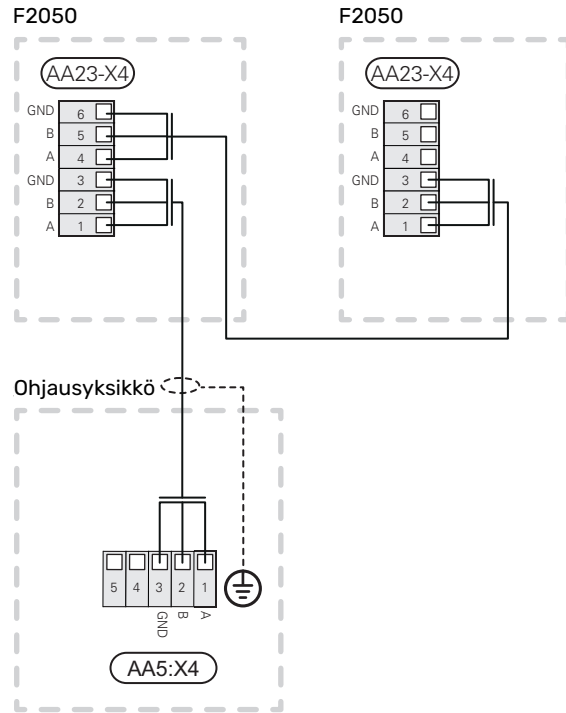 F2050
F2050
AA23-X4
AA23-X4
GND 6
B 5
A 4
GND 3
B 2
A 1
GND 6
B 5
A 4
GND 3
B 2
A 1
Ohjausyksikkö
5 4 3 2 1
GND B A
AA5:X4